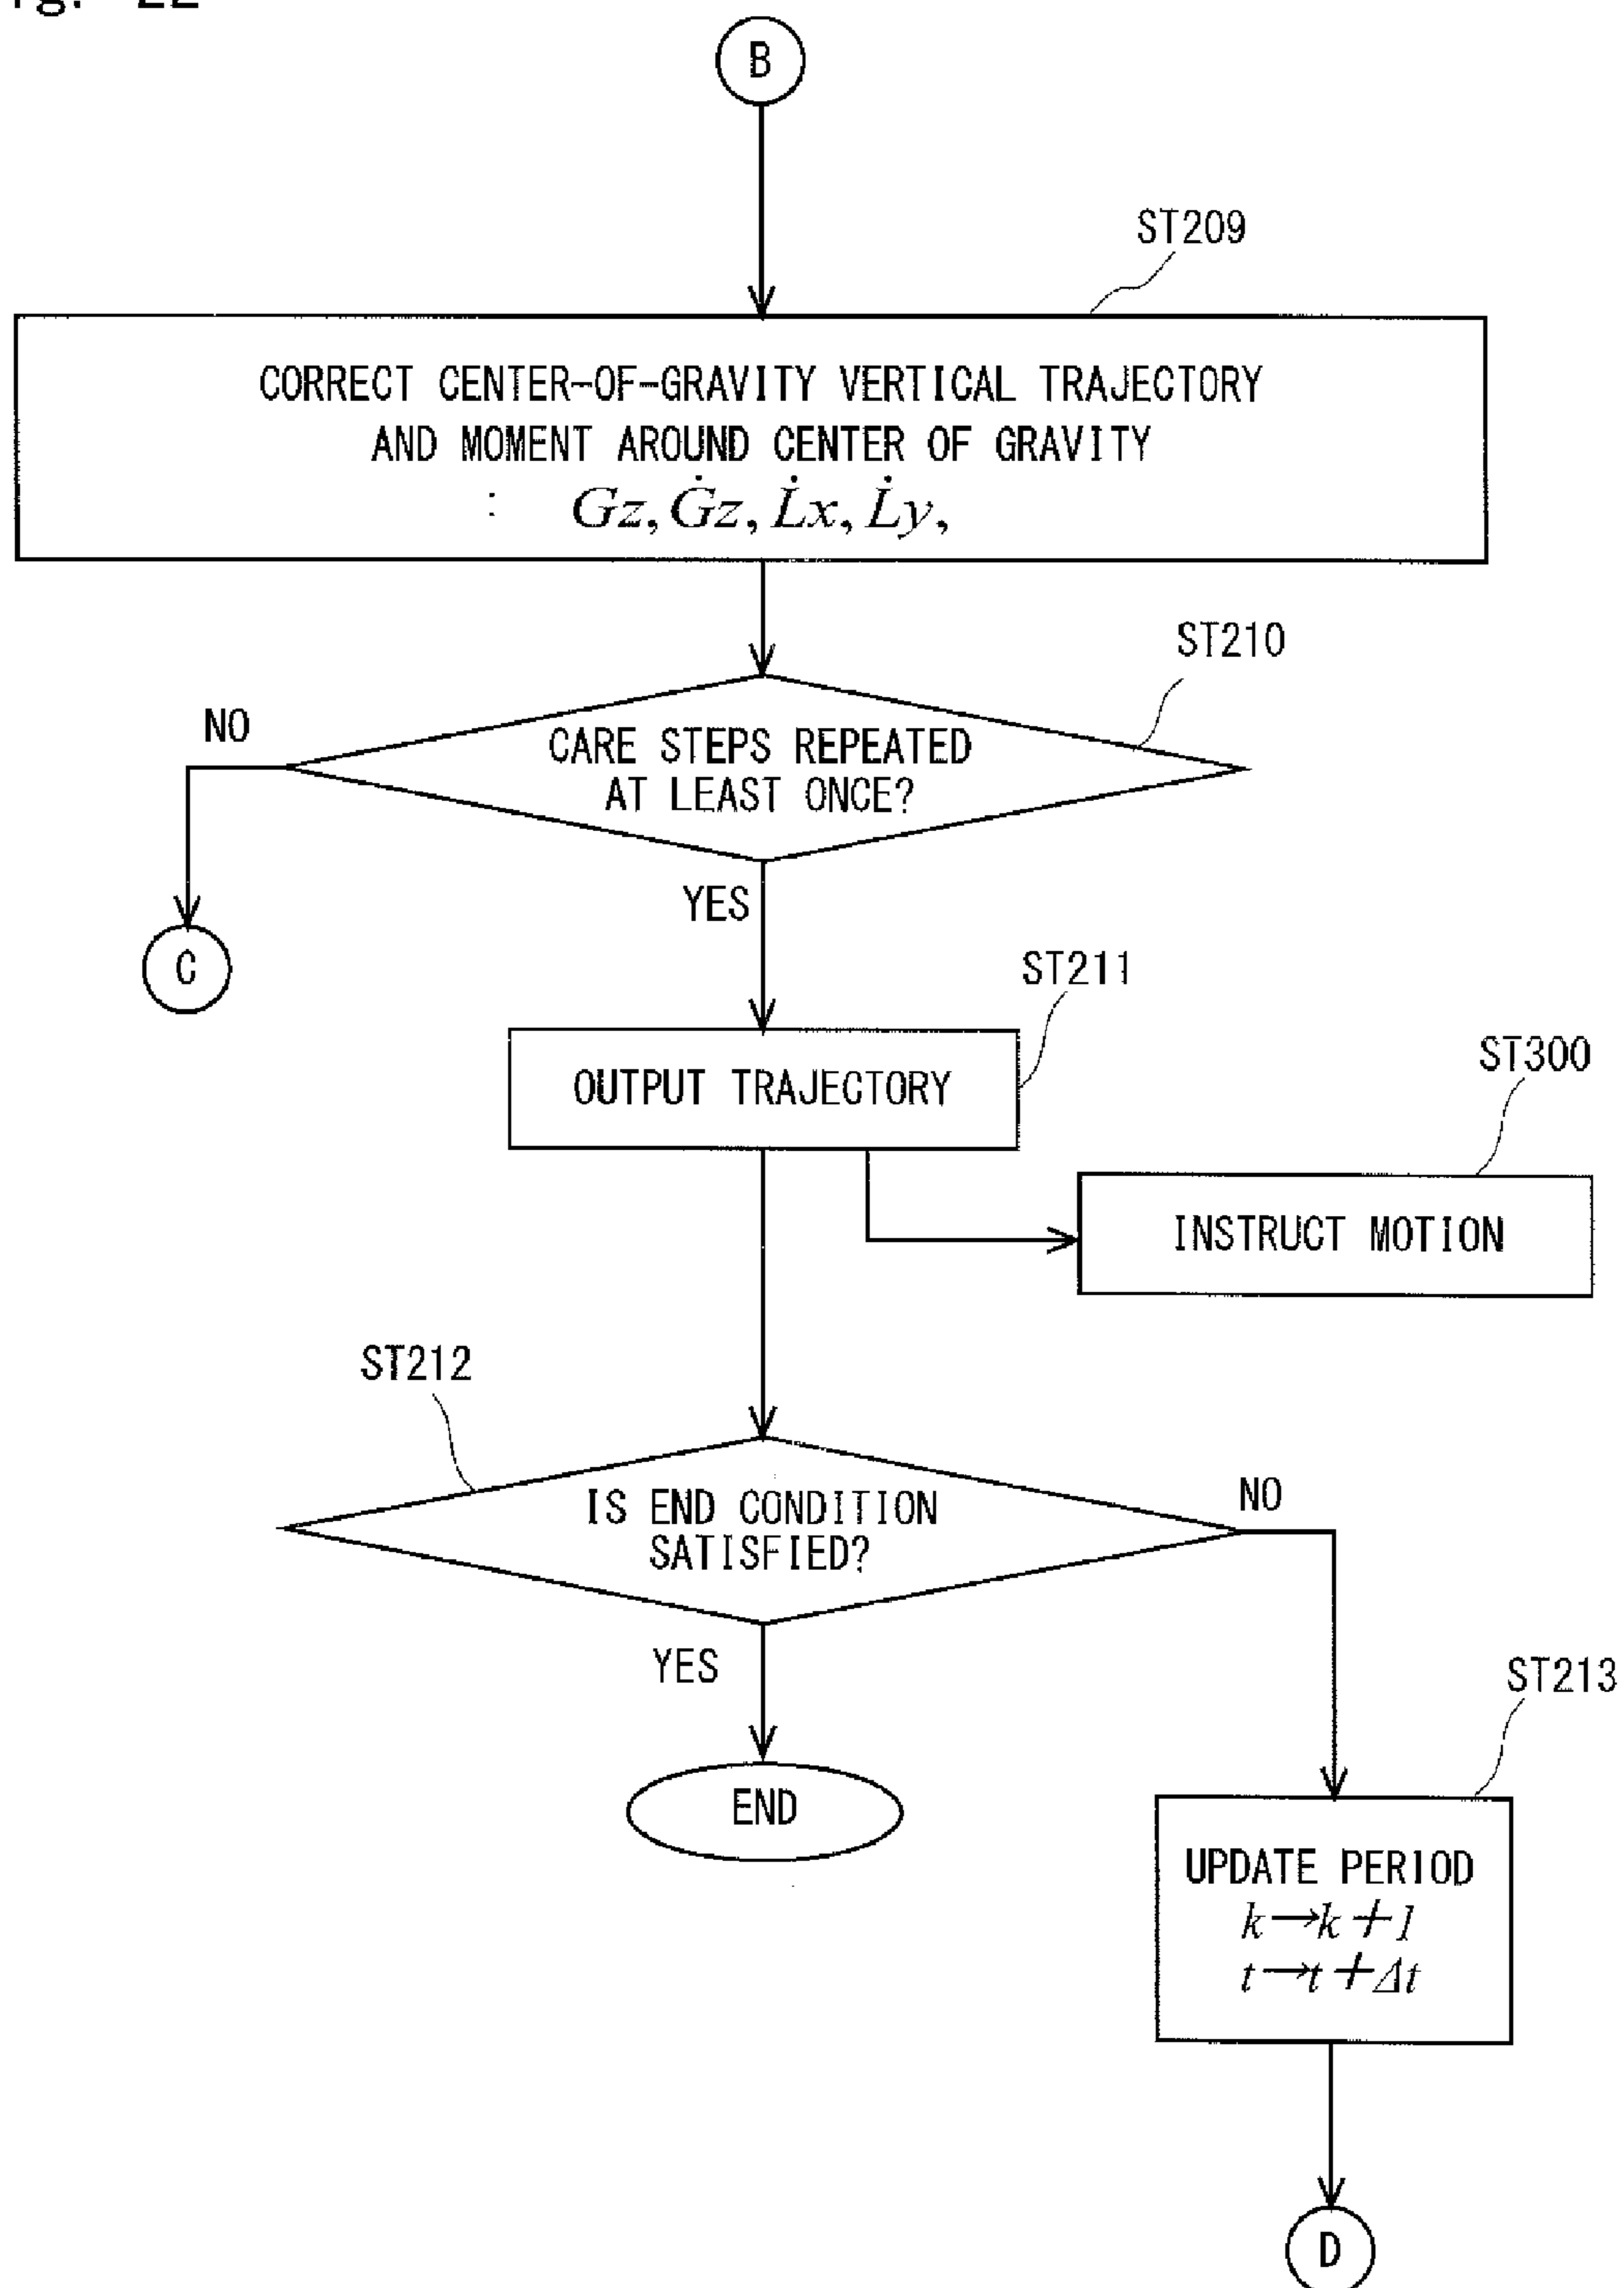 B
ST209
CORRECT CENTER-OF-GRAVITY VERTICAL TRAJECTORY
AND MOMENT AROUND CENTER OF GRAVITY
: Gz, Ġz, L̇x, L̇y,
ST210
NO
CARE STEPS REPEATED
AT LEAST ONCE?
YES
C
ST211
OUTPUT TRAJECTORY
ST300
INSTRUCT MOTION
ST212
IS END CONDITION
SATISFIED?
NO
YES
ST213
END
UPDATE PERIOD
k→k+1
t→t+Δt
D